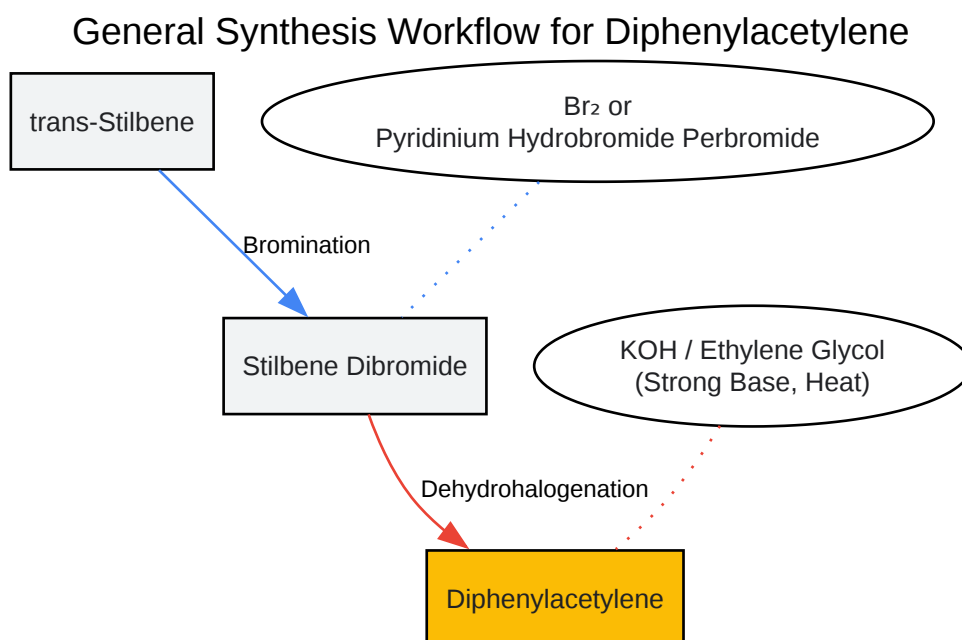 General Synthesis Workflow for Diphenylacetylene
trans-Stilbene
Br₂ or
Pyridinium Hydrobromide Perbromide
Bromination
Stilbene Dibromide
KOH / Ethylene Glycol
(Strong Base, Heat)
Dehydrohalogenation
Diphenylacetylene